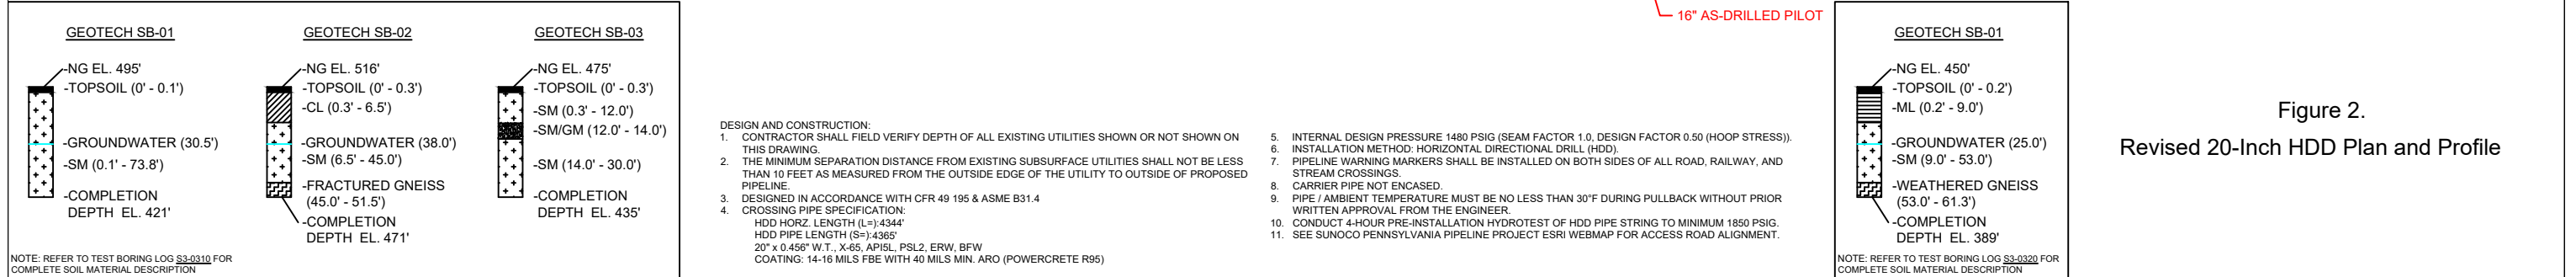 16" AS-DRILLED PILOT
GEOTECH SB-01
-NG EL. 495'
-TOPSOIL (0' - 0.1')
-GROUNDWATER (30.5')
-SM (0.1' - 73.8')
-COMPLETION
DEPTH EL. 421'
GEOTECH SB-02
-NG EL. 516'
-TOPSOIL (0' - 0.3')
-CL (0.3' - 6.5')
-GROUNDWATER (38.0')
-SM (6.5' - 45.0')
-FRACTURED GNEISS
(45.0' - 51.5')
-COMPLETION
DEPTH EL. 471'
GEOTECH SB-03
-NG EL. 475'
-TOPSOIL (0' - 0.3')
-SM (0.3' - 12.0')
-SM/GM (12.0' - 14.0')
-SM (14.0' - 30.0')
-COMPLETION
DEPTH EL. 435'
NOTE: REFER TO TEST BORING LOG S3-0310 FOR
COMPLETE SOIL MATERIAL DESCRIPTION
DESIGN AND CONSTRUCTION:
1. CONTRACTOR SHALL FIELD VERIFY DEPTH OF ALL EXISTING UTILITIES SHOWN OR NOT SHOWN ON
THIS DRAWING.
2. THE MINIMUM SEPARATION DISTANCE FROM EXISTING SUBSURFACE UTILITIES SHALL NOT BE LESS
THAN 10 FEET AS MEASURED FROM THE OUTSIDE EDGE OF THE UTILITY TO OUTSIDE OF PROPOSED
PIPELINE.
3. DESIGNED IN ACCORDANCE WITH CFR 49 195 & ASME B31.4
4. CROSSING PIPE SPECIFICATION:
HDD HORZ. LENGTH (L=):4344'
HDD PIPE LENGTH (S=):4365'
20" x 0.456" W.T., X-65, API5L, PSL2, ERW, BFW
COATING: 14-16 MILS FBE WITH 40 MILS MIN. ARO (POWERCRETE R95)
5. INTERNAL DESIGN PRESSURE 1480 PSIG (SEAM FACTOR 1.0, DESIGN FACTOR 0.50 (HOOP STRESS)).
6. INSTALLATION METHOD: HORIZONTAL DIRECTIONAL DRILL (HDD).
7. PIPELINE WARNING MARKERS SHALL BE INSTALLED ON BOTH SIDES OF ALL ROAD, RAILWAY, AND
STREAM CROSSINGS.
8. CARRIER PIPE NOT ENCASED.
9. PIPE / AMBIENT TEMPERATURE MUST BE NO LESS THAN 30°F DURING PULLBACK WITHOUT PRIOR
WRITTEN APPROVAL FROM THE ENGINEER.
10. CONDUCT 4-HOUR PRE-INSTALLATION HYDROTEST OF HDD PIPE STRING TO MINIMUM 1850 PSIG.
11. SEE SUNOCO PENNSYLVANIA PIPELINE PROJECT ESRI WEBMAP FOR ACCESS ROAD ALIGNMENT.
GEOTECH SB-01
-NG EL. 450'
-TOPSOIL (0' - 0.2')
-ML (0.2' - 9.0')
-GROUNDWATER (25.0')
-SM (9.0' - 53.0')
-WEATHERED GNEISS
(53.0' - 61.3')
-COMPLETION
DEPTH EL. 389'
NOTE: REFER TO TEST BORING LOG S3-0320 FOR
COMPLETE SOIL MATERIAL DESCRIPTION
Figure 2.
Revised 20-Inch HDD Plan and Profile